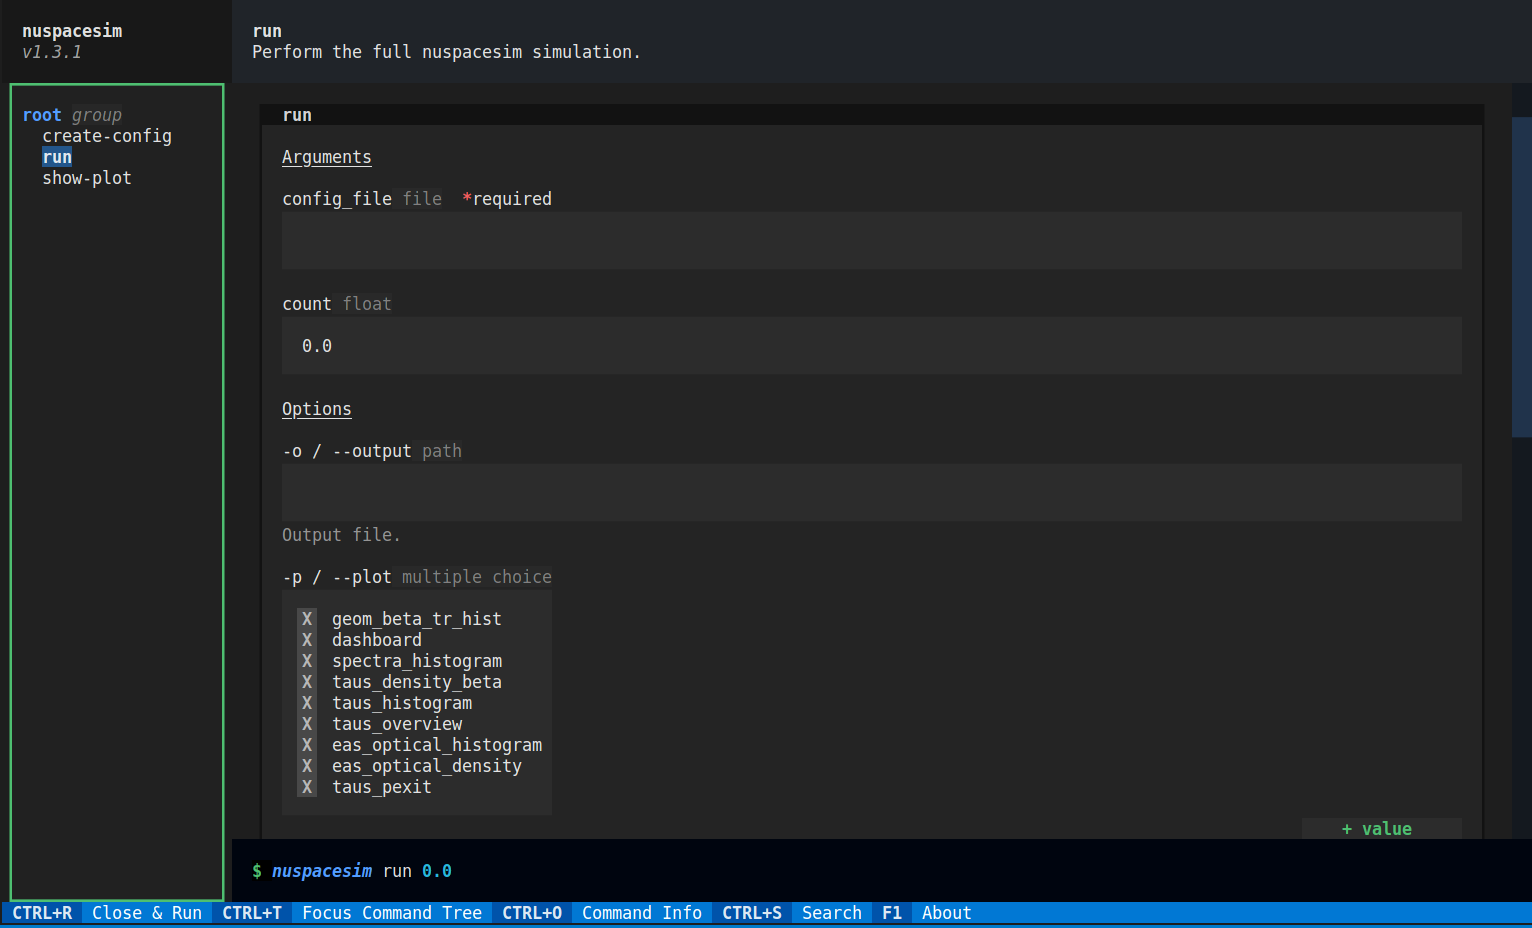 nuspacesim
v1.3.1
run
Perform the full nuspacesim simulation.
root group
create-config
run
show-plot
run
Arguments
config_file file *required
count float
0.0
Options
-o / --output path
Output file.
-p / --plot multiple choice
X geom_beta_tr_hist
X dashboard
X spectra_histogram
X taus_density_beta
X taus_histogram
X taus_overview
X eas_optical_histogram
X eas_optical_density
X taus_pexit
+ value
$ nuspacesim run 0.0
CTRL+R Close & Run CTRL+T Focus Command Tree CTRL+O Command Info CTRL+S Search F1 About